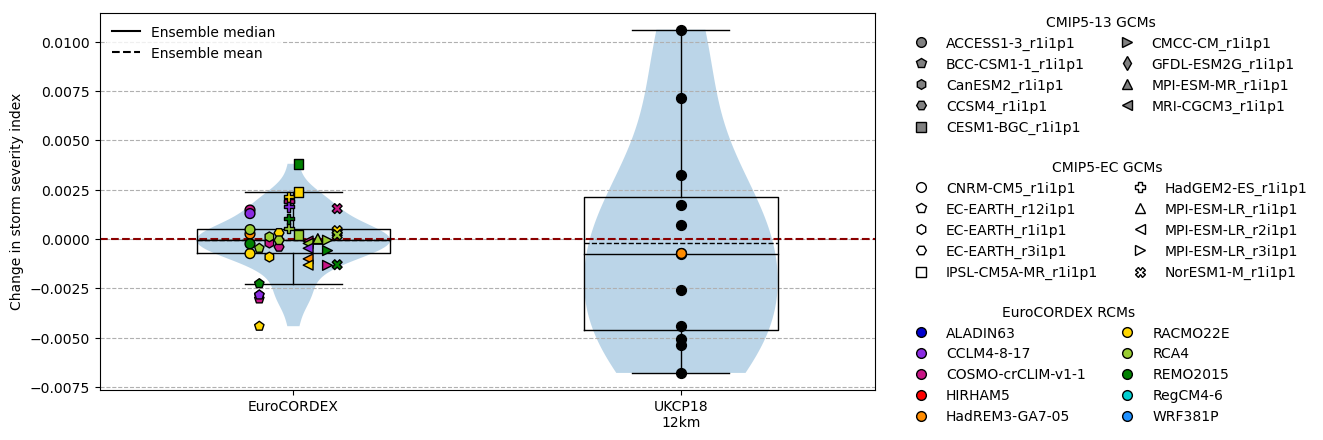 Change in storm severity index
0.0100
0.0075
0.0050
0.0025
0.0000
−0.0025
−0.0050
−0.0075
Ensemble median
Ensemble mean
EuroCORDEX
UKCP18
12km
CMIP5-13 GCMs
ACCESS1-3_r1i1p1
BCC-CSM1-1_r1i1p1
CanESM2_r1i1p1
CCSM4_r1i1p1
CESM1-BGC_r1i1p1
CMCC-CM_r1i1p1
GFDL-ESM2G_r1i1p1
MPI-ESM-MR_r1i1p1
MRI-CGCM3_r1i1p1
CMIP5-EC GCMs
CNRM-CM5_r1i1p1
EC-EARTH_r12i1p1
EC-EARTH_r1i1p1
EC-EARTH_r3i1p1
IPSL-CM5A-MR_r1i1p1
HadGEM2-ES_r1i1p1
MPI-ESM-LR_r1i1p1
MPI-ESM-LR_r2i1p1
MPI-ESM-LR_r3i1p1
NorESM1-M_r1i1p1
EuroCORDEX RCMs
ALADIN63
CCLM4-8-17
COSMO-crCLIM-v1-1
HIRHAM5
HadREM3-GA7-05
RACMO22E
RCA4
REMO2015
RegCM4-6
WRF381P